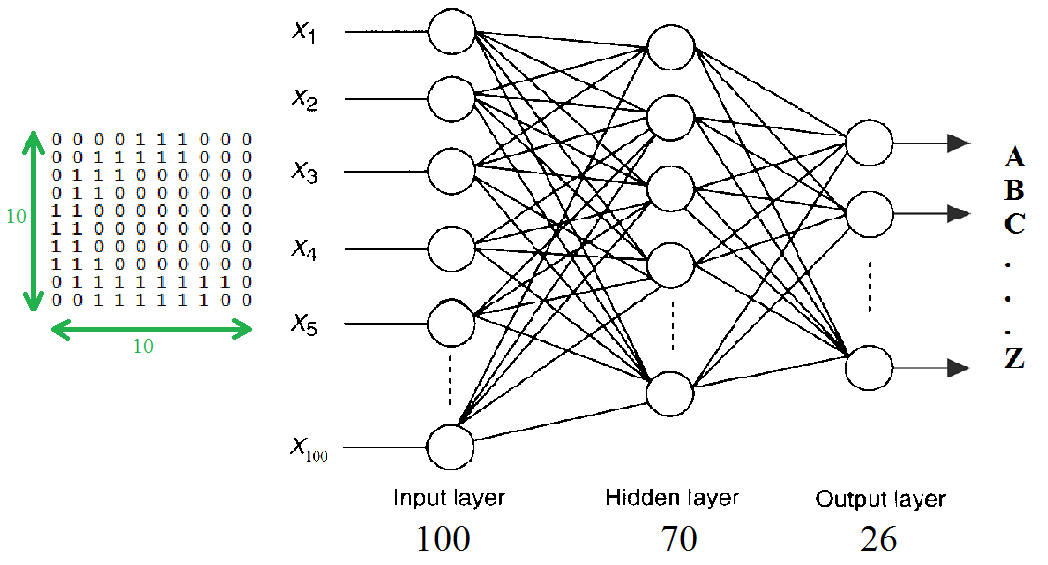 0 0 0 0 1 1 1 0 0 0
0 0 1 1 1 1 1 0 0 0
0 1 1 1 0 0 0 0 0 0
0 1 1 0 0 0 0 0 0 0
1 1 0 0 0 0 0 0 0 0
1 1 0 0 0 0 0 0 0 0
1 1 0 0 0 0 0 0 0 0
1 1 1 0 0 0 0 0 0 0
0 1 1 1 1 1 1 1 1 0
0 0 1 1 1 1 1 1 0 0
10
10
X1
X2
X3
X4
X5
X100
A
B
C
.
.
.
Z
Input layer
100
Hidden layer
70
Output layer
26